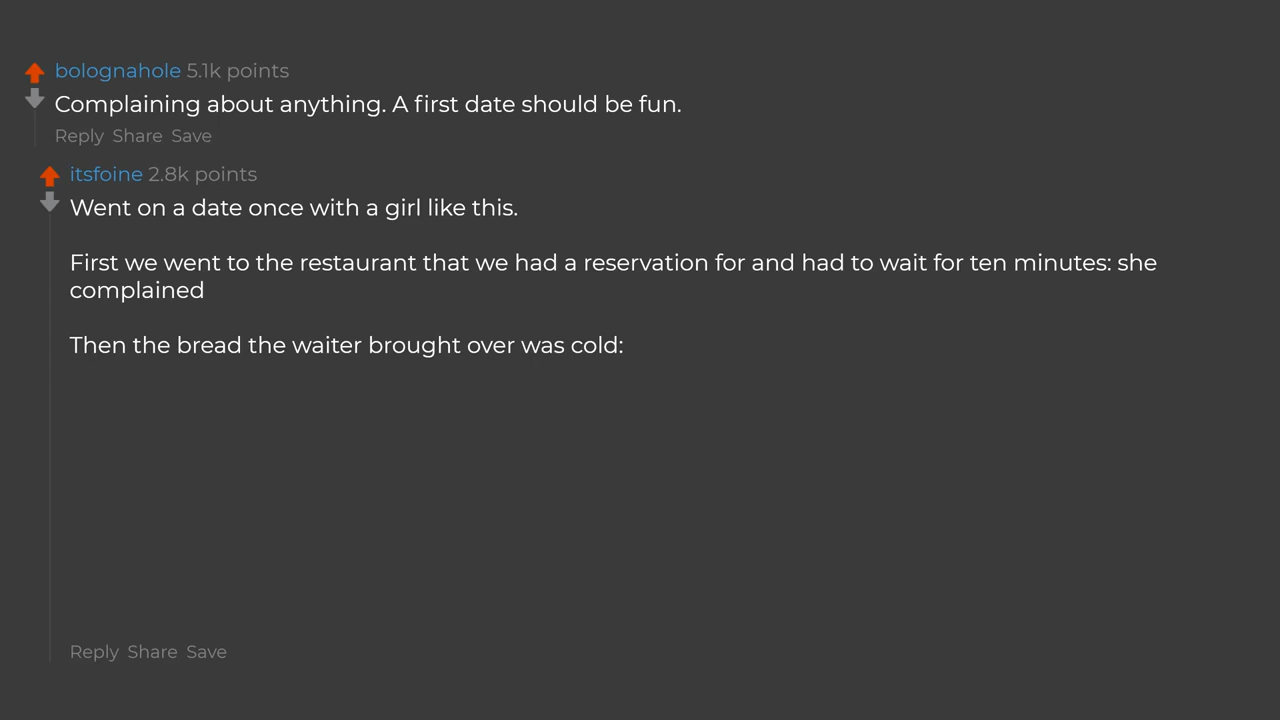 bolognahole 5.1k points
Complaining about anything. A first date should be fun.
Reply Share Save
itsfoine 2.8k points
Went on a date once with a girl like this.
First we went to the restaurant that we had a reservation for and had to wait for ten minutes: she
complained
Then the bread the waiter brought over was cold:
Reply Share Save